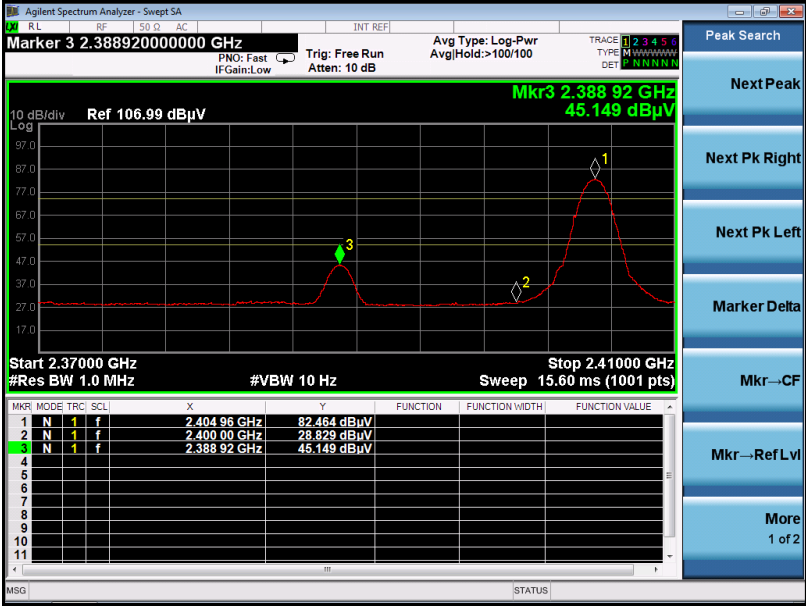 Agilent Spectrum Analyzer - Swept SA
LXI RL RF 50 Ω AC INT REF
Marker 3 2.388920000000 GHz
PNO: Fast
IFGain:Low
Trig: Free Run
Atten: 10 dB
Avg Type: Log-Pwr
Avg|Hold:>100/100
TRACE 1 2 3 4 5 6
TYPE M W W W W W
DET P N N N N N
Mkr3 2.388 92 GHz
45.149 dBµV
10 dB/div Ref 106.99 dBµV
Log
97.0
87.0
77.0
67.0
57.0
47.0
37.0
27.0
17.0
1
3
2
Start 2.37000 GHz Stop 2.41000 GHz
#Res BW 1.0 MHz #VBW 10 Hz Sweep 15.60 ms (1001 pts)
MKR MODE TRC SCL X Y FUNCTION FUNCTION WIDTH FUNCTION VALUE
1 N 1 f 2.404 96 GHz 82.464 dBµV
2 N 1 f 2.400 00 GHz 28.829 dBµV
3 N 1 f 2.388 92 GHz 45.149 dBµV
4
5
6
7
8
9
10
11
MSG STATUS
Peak Search
Next Peak
Next Pk Right
Next Pk Left
Marker Delta
Mkr→CF
Mkr→Ref Lvl
More
1 of 2